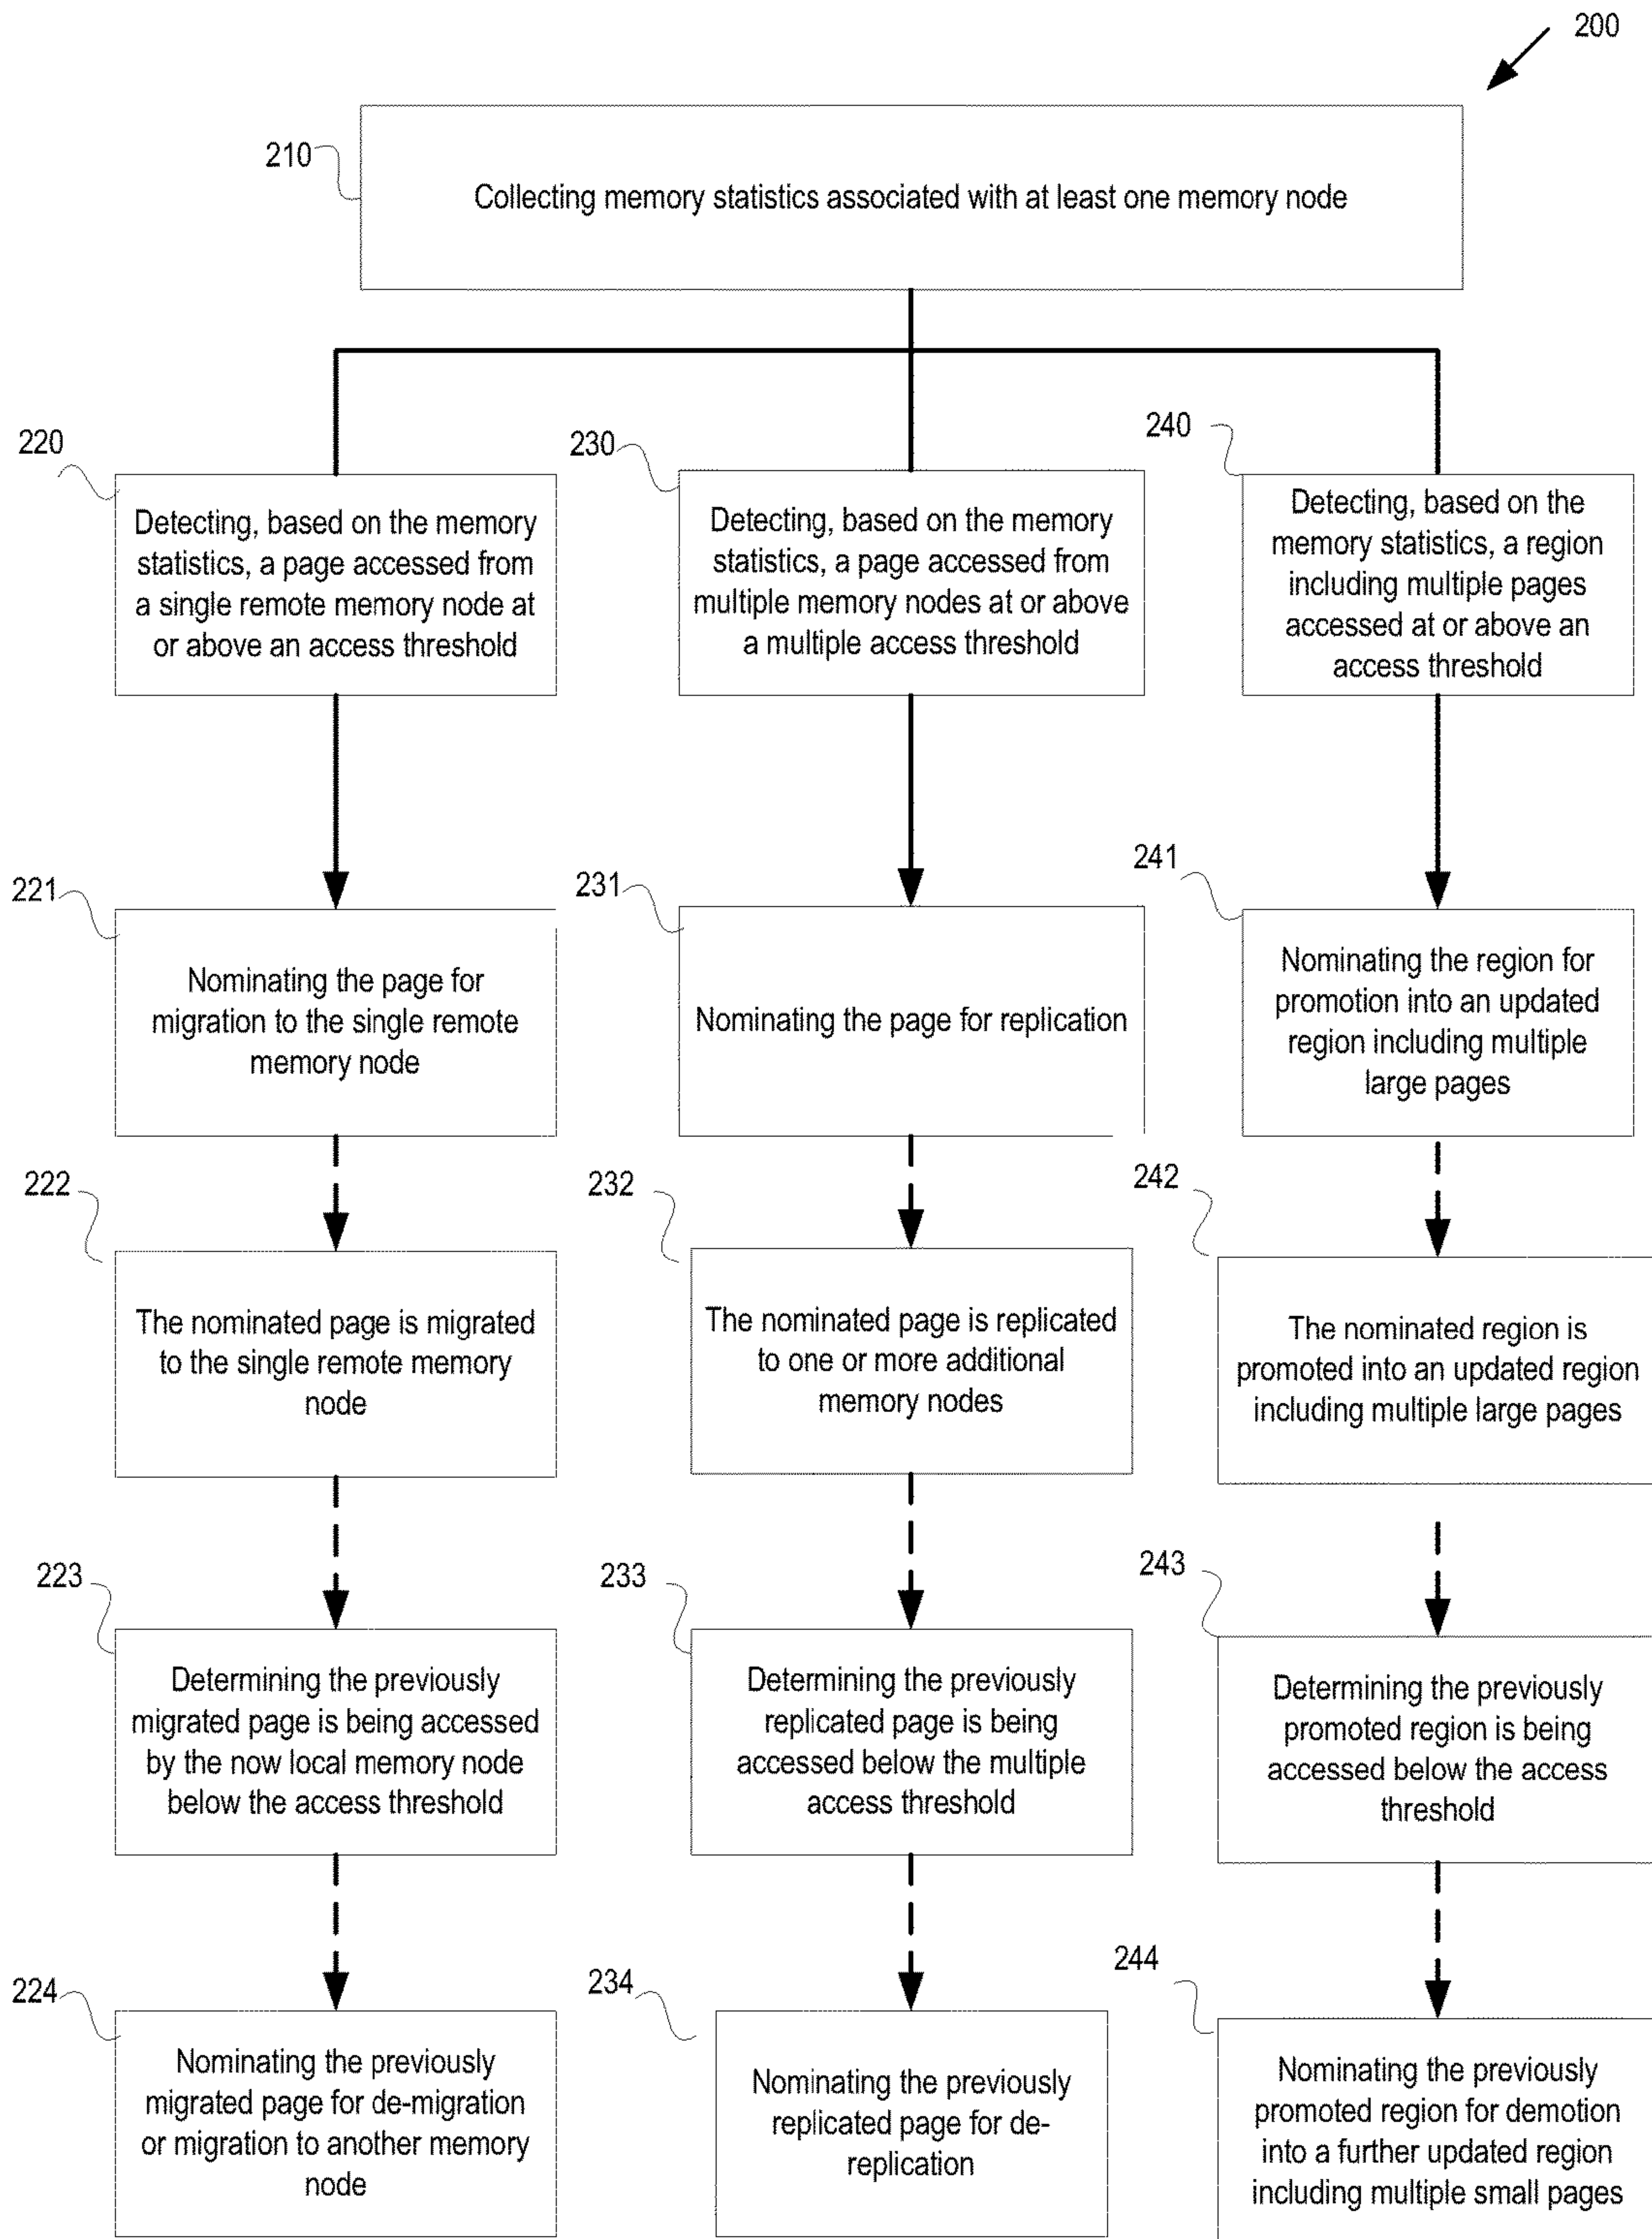 200
210
Collecting memory statistics associated with at least one memory node
220
Detecting, based on the memory
statistics, a page accessed from
a single remote memory node at
or above an access threshold
230
Detecting, based on the memory
statistics, a page accessed from
multiple memory nodes at or above
a multiple access threshold
240
Detecting, based on the
memory statistics, a region
including multiple pages
accessed at or above an
access threshold
221
Nominating the page for
migration to the single remote
memory node
231
Nominating the page for replication
241
Nominating the region for
promotion into an updated
region including multiple
large pages
222
The nominated page is migrated
to the single remote memory
node
232
The nominated page is replicated
to one or more additional
memory nodes
242
The nominated region is
promoted into an updated region
including multiple large pages
223
Determining the previously
migrated page is being accessed
by the now local memory node
below the access threshold
233
Determining the previously
replicated page is being
accessed below the multiple
access threshold
243
Determining the previously
promoted region is being
accessed below the access
threshold
224
Nominating the previously
migrated page for de-migration
or migration to another memory
node
234
Nominating the previously
replicated page for de-
replication
244
Nominating the previously
promoted region for demotion
into a further updated region
including multiple small pages